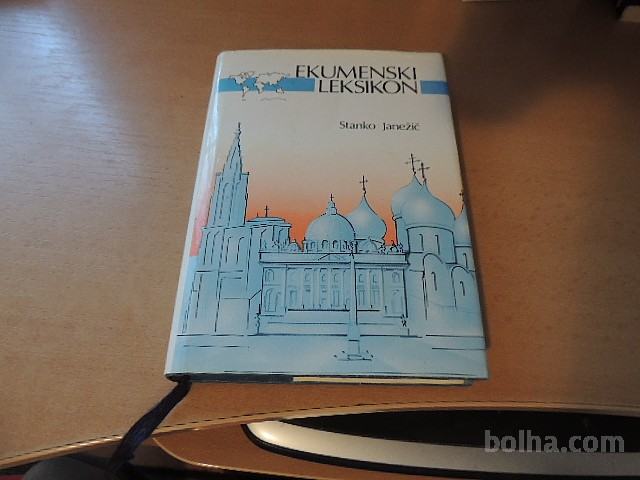 EKUMENSKI
LEKSIKON
Stanko Janežič
bolha.com